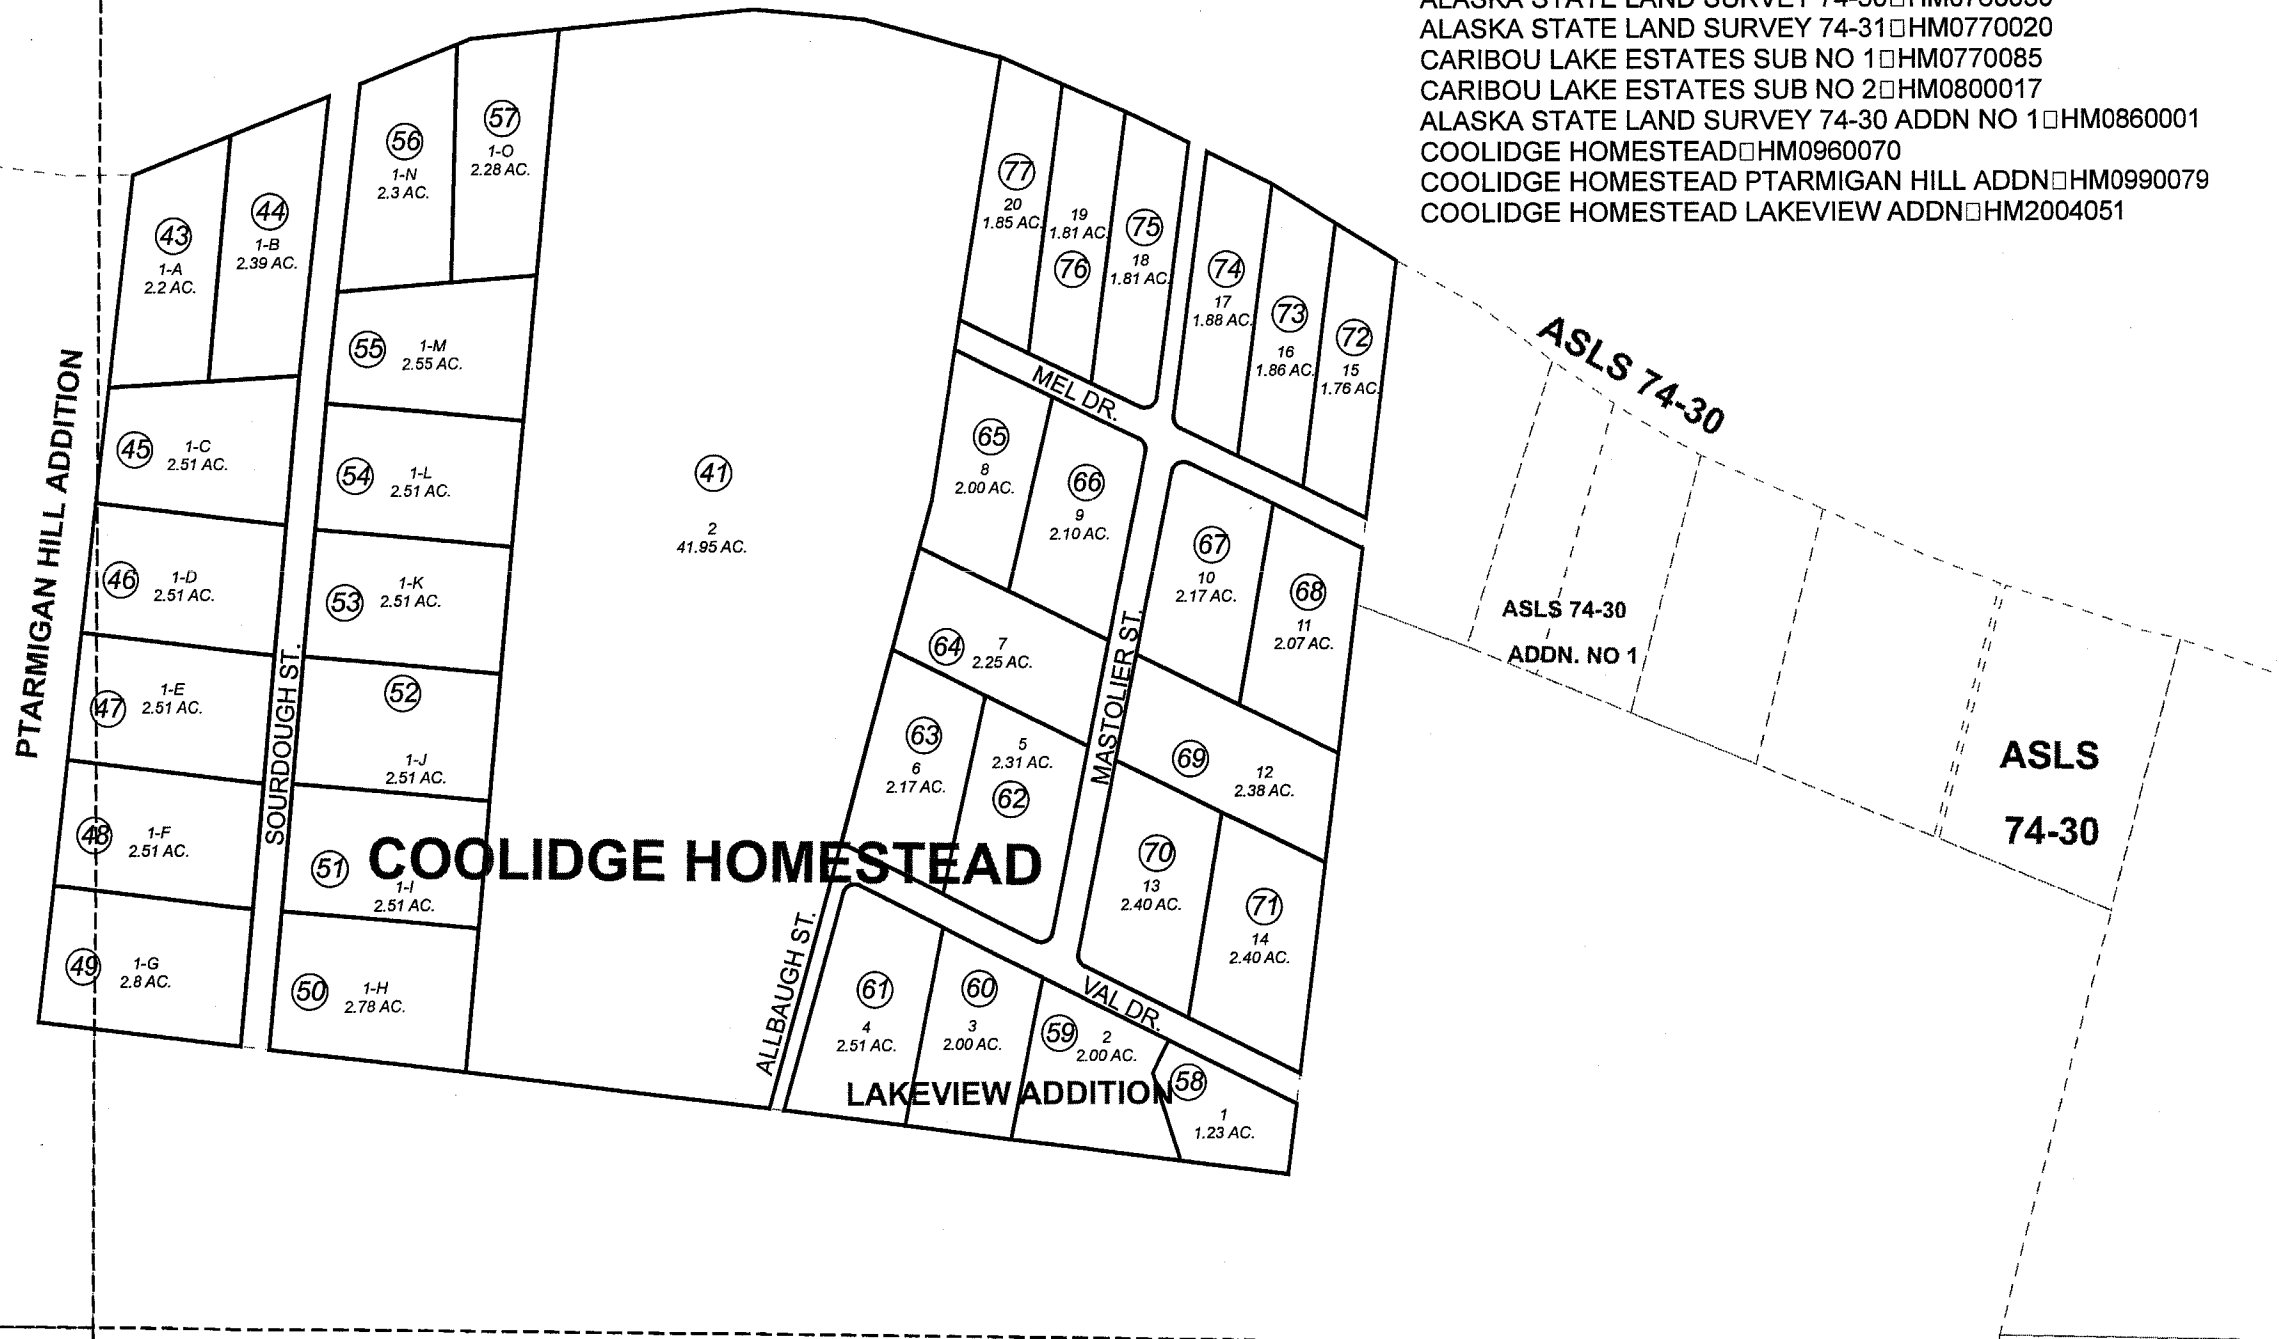 ALASKA STATE LAND SURVEY 74-31□HM0770020
CARIBOU LAKE ESTATES SUB NO 1□HM0770085
CARIBOU LAKE ESTATES SUB NO 2□HM0800017
ALASKA STATE LAND SURVEY 74-30 ADDN NO 1□HM0860001
COOLIDGE HOMESTEAD□HM0960070
COOLIDGE HOMESTEAD PTARMIGAN HILL ADDN□HM0990079
COOLIDGE HOMESTEAD LAKEVIEW ADDN□HM2004051
PTARMIGAN HILL ADDITION
43
1-A
2.2 AC.
44
1-B
2.39 AC.
45
1-C
2.51 AC.
46
1-D
2.51 AC.
47
1-E
2.51 AC.
48
1-F
2.51 AC.
49
1-G
2.8 AC.
SOURDOUGH ST.
56
1-N
2.3 AC.
57
1-O
2.28 AC.
55
1-M
2.55 AC.
54
1-L
2.51 AC.
53
1-K
2.51 AC.
52
1-J
2.51 AC.
51
1-I
2.51 AC.
50
1-H
2.78 AC.
41
2
41.95 AC.
COOLIDGE HOMESTEAD
77
20
1.85 AC.
19
1.81 AC.
76
75
18
1.81 AC.
74
17
1.88 AC.
73
16
1.86 AC.
72
15
1.76 AC.
MEL DR.
65
8
2.00 AC.
66
9
2.10 AC.
67
10
2.17 AC.
68
11
2.07 AC.
64
7
2.25 AC.
MASTOLIER ST.
63
6
2.17 AC.
5
2.31 AC.
62
69
12
2.38 AC.
70
13
2.40 AC.
71
14
2.40 AC.
ALLBAUGH ST.
VAL DR.
61
4
2.51 AC.
60
3
2.00 AC.
59
2
2.00 AC.
58
1
1.23 AC.
LAKEVIEW ADDITION
ASLS 74-30
ASLS 74-30
ADDN. NO 1
ASLS
74-30